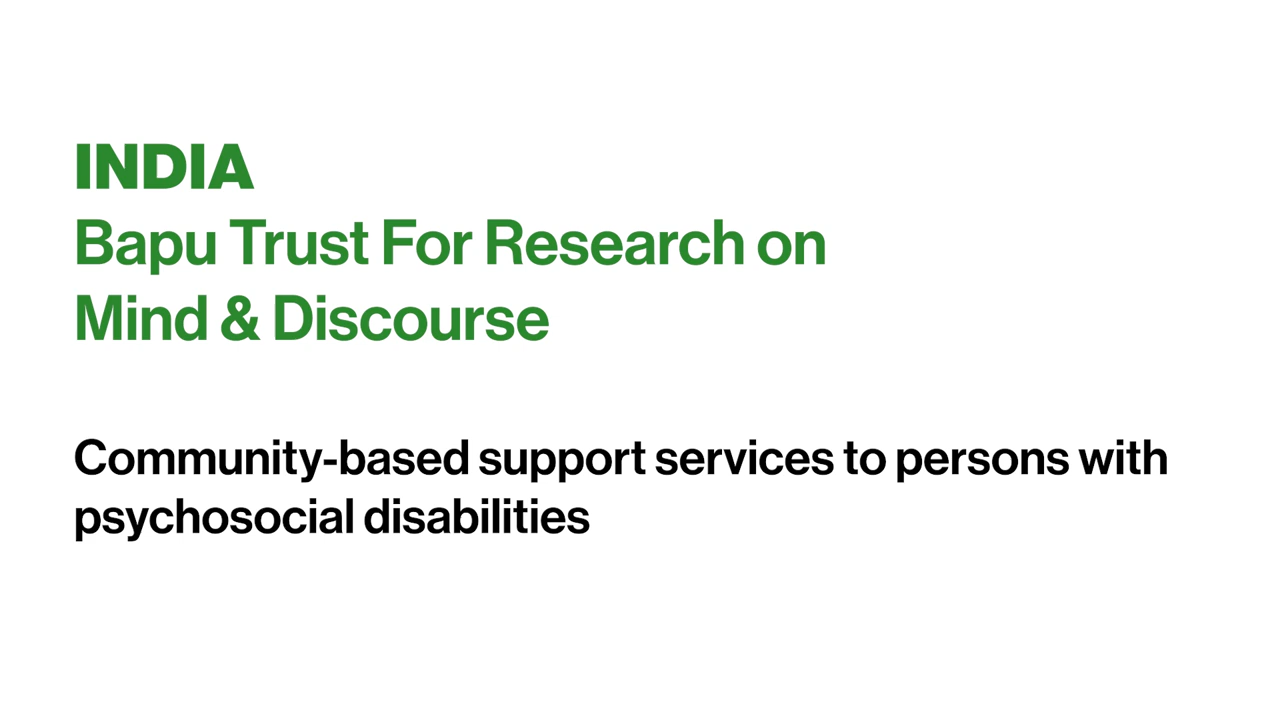 INDIA
Bapu Trust For Research on
Mind & Discourse
Community-based support services to persons with
psychosocial disabilities